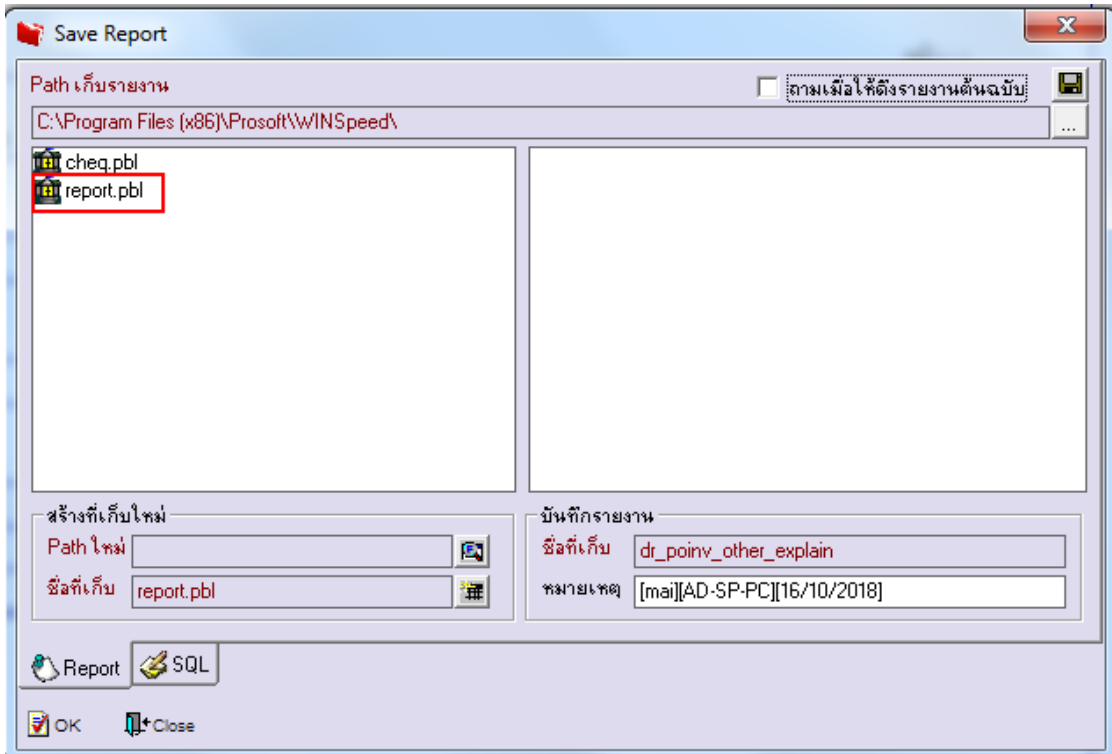 Save Report
Path เก็บรายงาน
ถามเมื่อให้ดึงรายงานต้นฉบับ
C:\Program Files (x86)\Prosoft\WINSpeed\
...
cheq.pbl
report.pbl
สร้างที่เก็บใหม่
Path ใหม่
ชื่อที่เก็บ report.pbl
บันทึกรายงาน
ชื่อที่เก็บ dr_poinv_other_explain
หมายเหตุ [mai][AD-SP-PC][16/10/2018]
Report SQL
OK Close